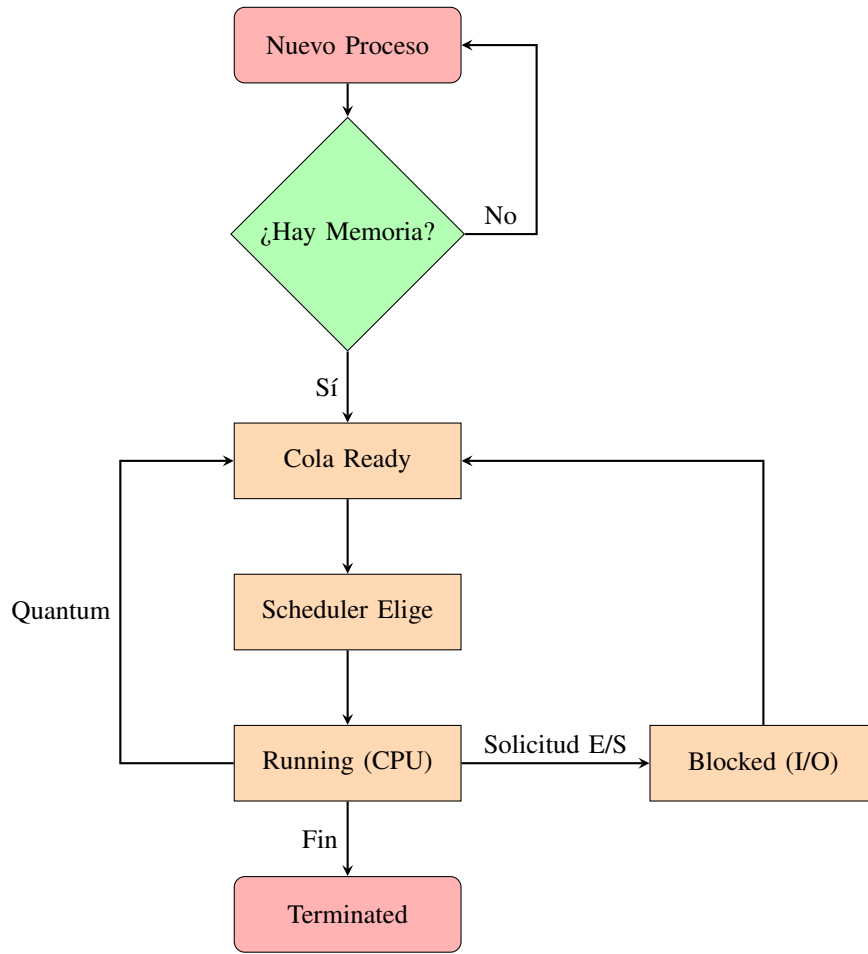 Nuevo Proceso
¿Hay Memoria?
No
Sí
Cola Ready
Quantum
Scheduler Elige
Running (CPU)
Solicitud E/S
Blocked (I/O)
Fin
Terminated